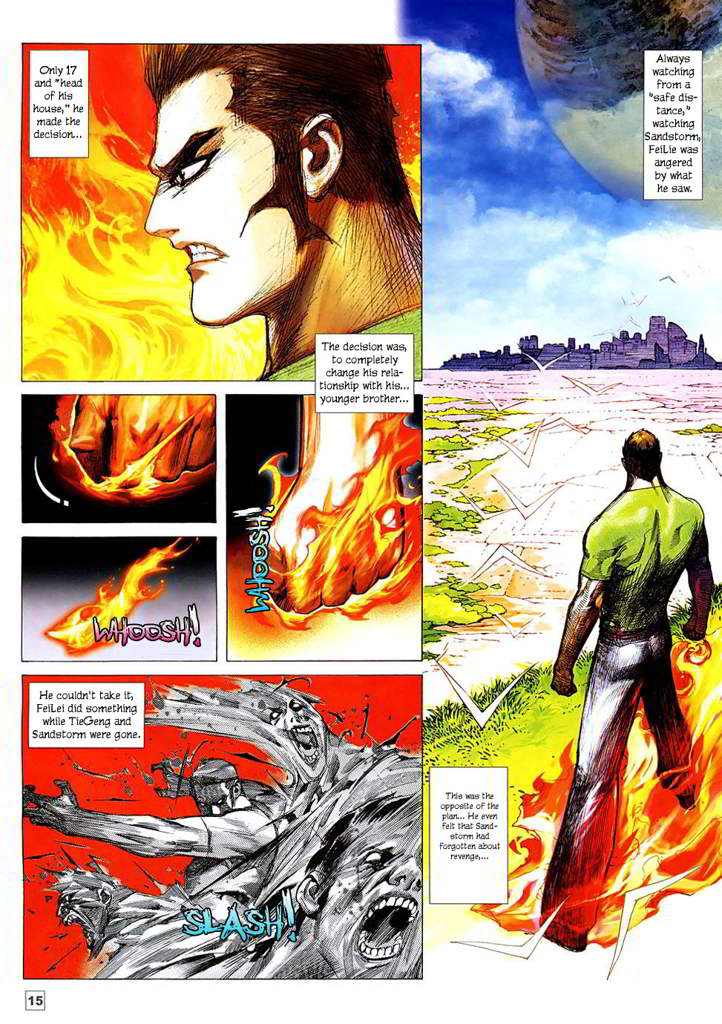 Always
watching
from a
"safe dis-
tance,"
watching
Sandstorm,
FeiLie was
angered
by what
he saw.
Only 17
and "head
of his
house," he
made the
decision...
The decision was,
to completely
change his rela-
tionship with his...
younger brother...
WHOOSH!
WHOOSH!
He couldn't take it,
FeiLei did something
while TieGeng and
Sandstorm were gone.
SLASH!
This was the
opposite of the
plan... He even
felt that Sand-
storm had
forgotten about
revenge,...
15